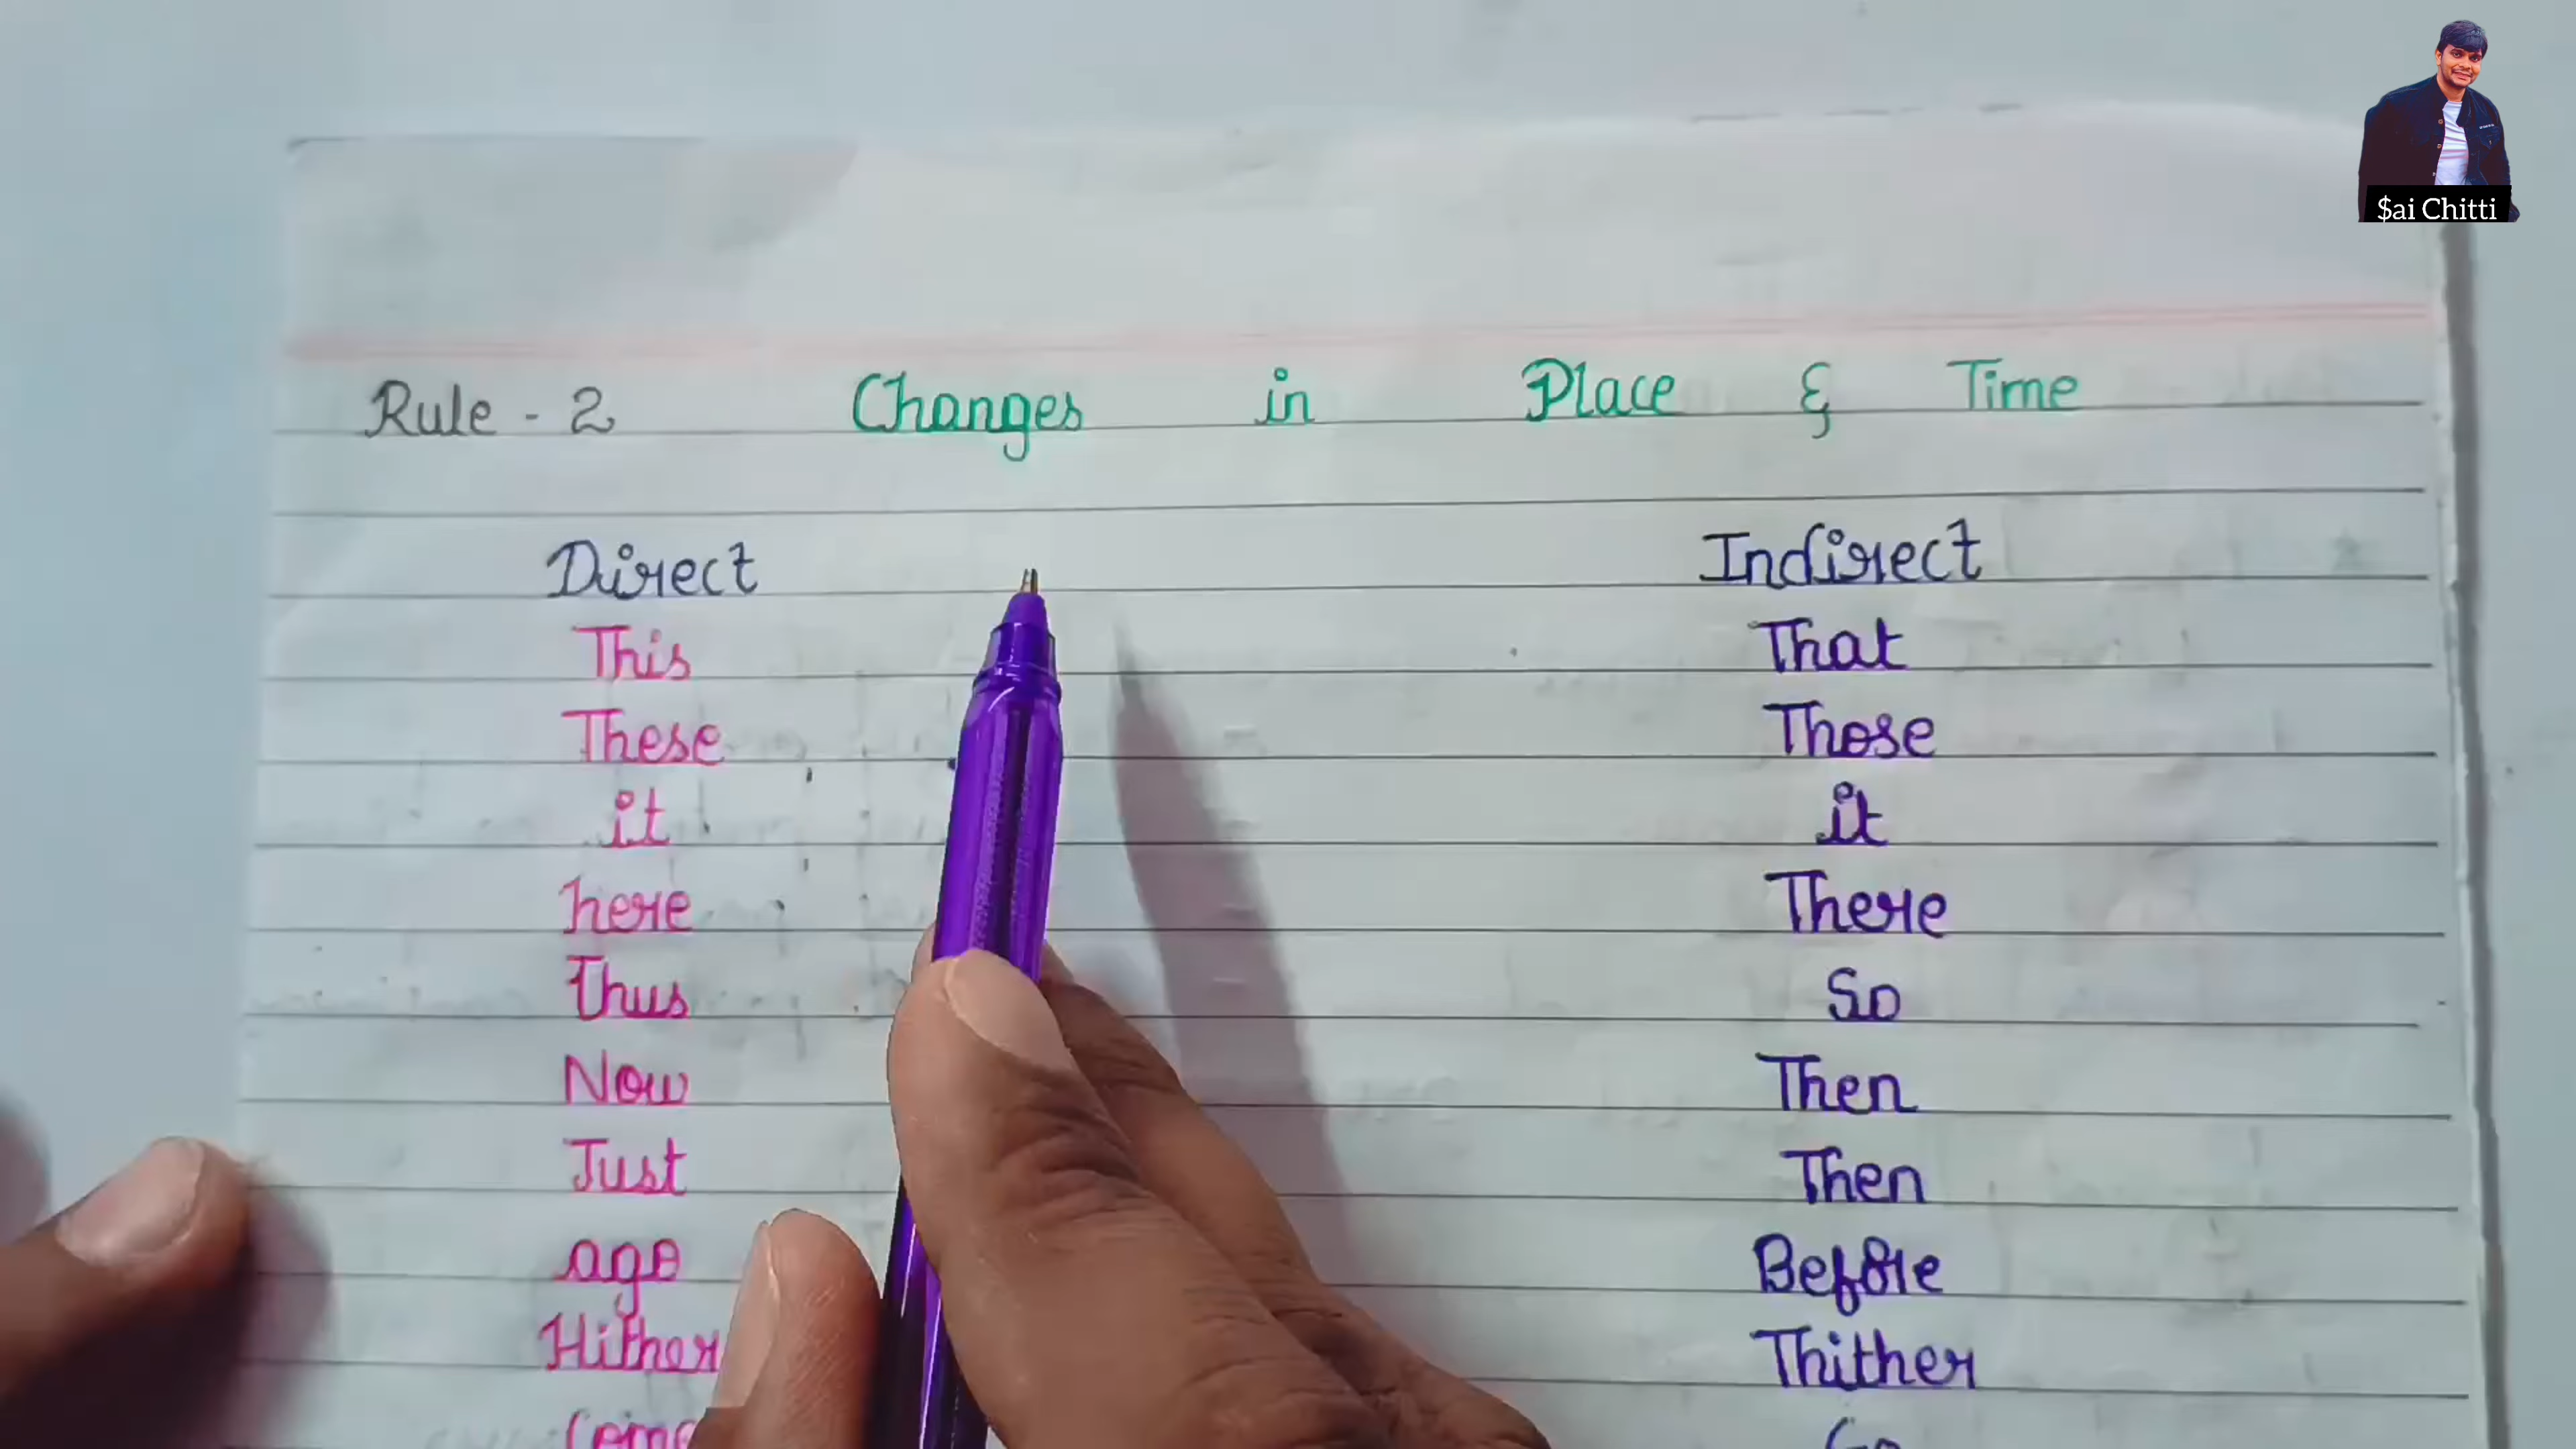 $ai Chitti
Rule - 2 Changes in Place & Time
Direct Indirect
This That
These Those
it it
here There
thus So
Now Then
Just Then
ago Before
Hither Thither